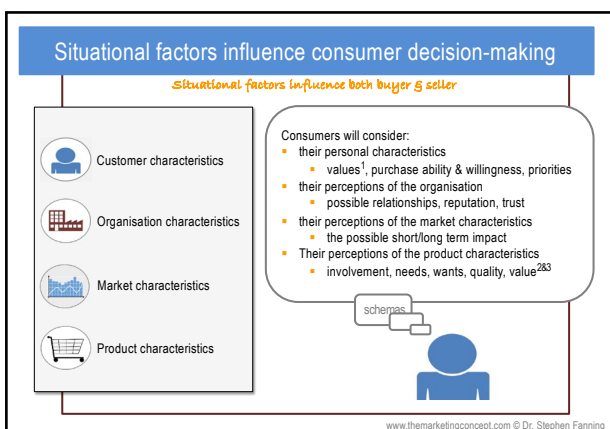 Situational factors influence consumer decision-making
Situational factors influence both buyer & seller
Customer characteristics
Organisation characteristics
Market characteristics
Product characteristics
Consumers will consider:
▪ their personal characteristics
▪ values¹, purchase ability & willingness, priorities
▪ their perceptions of the organisation
▪ possible relationships, reputation, trust
▪ their perceptions of the market characteristics
▪ the possible short/long term impact
▪ Their perceptions of the product characteristics
▪ involvement, needs, wants, quality, value²&³
schemas
www.themarketingconcept.com © Dr. Stephen Fanning